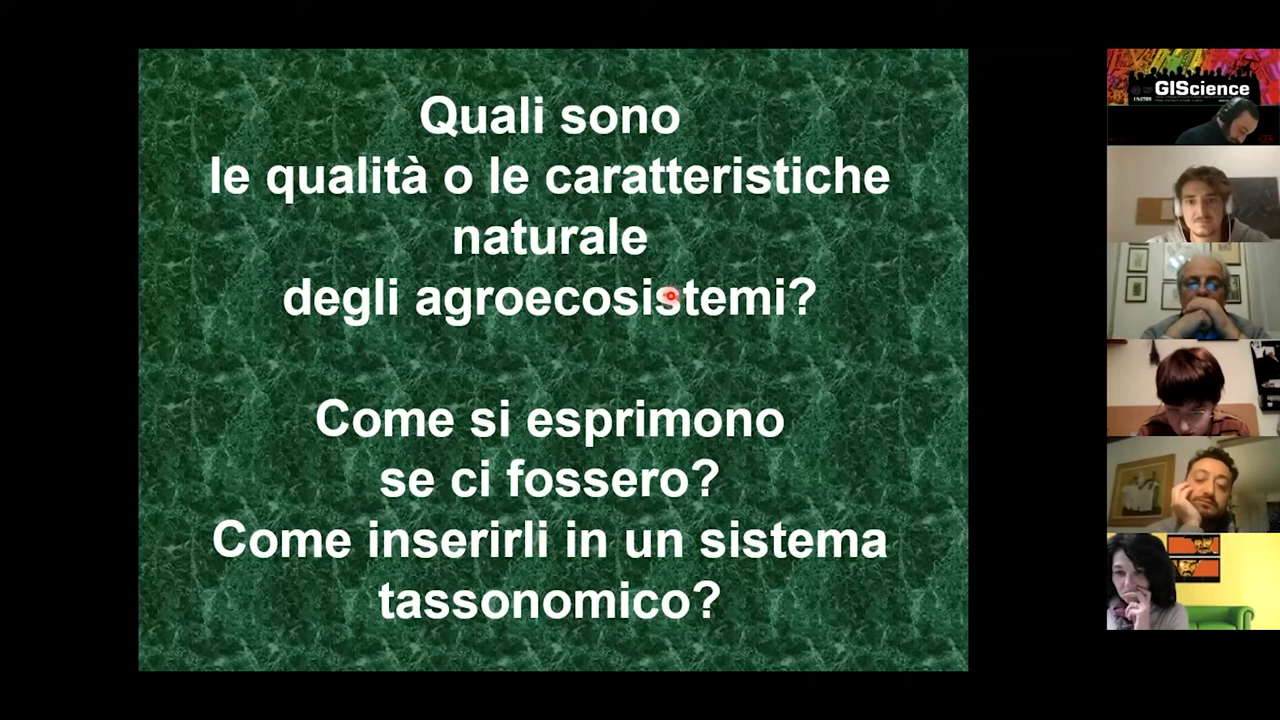 Quali sono
le qualità o le caratteristiche
naturale
degli agroecosistemi?
Come si esprimono
se ci fossero?
Come inserirli in un sistema
tassonomico?
GIScience